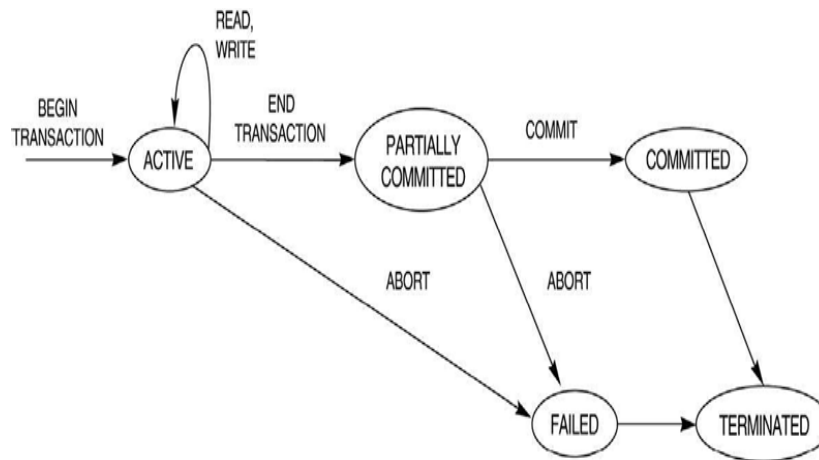 READ,
WRITE
BEGIN
TRANSACTION
END
TRANSACTION
COMMIT
ACTIVE
PARTIALLY
COMMITTED
COMMITTED
ABORT
ABORT
FAILED
TERMINATED